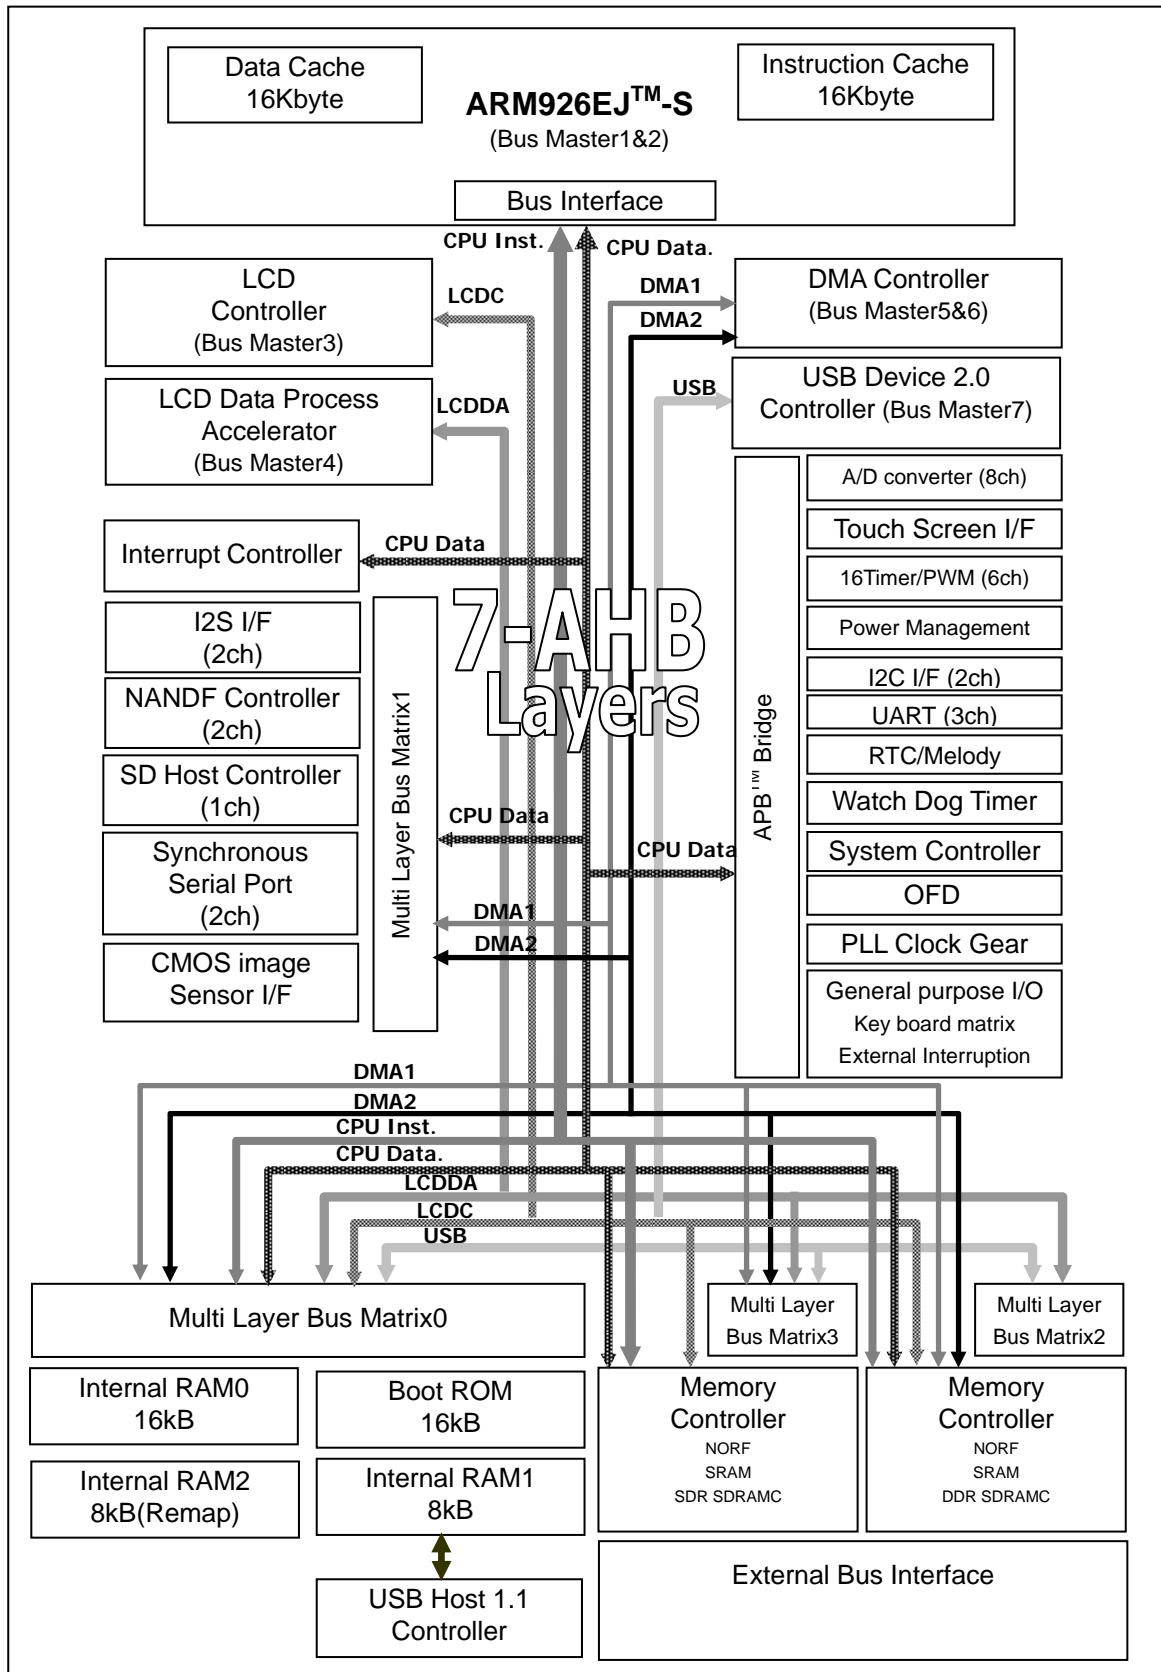 Data Cache
16Kbyte
Instruction Cache
16Kbyte
ARM926EJ™-S
(Bus Master1&2)
Bus Interface
CPU Inst.
CPU Data.
LCD
Controller
(Bus Master3)
LCDC
DMA1
DMA2
DMA Controller
(Bus Master5&6)
LCD Data Process
Accelerator
(Bus Master4)
LCDDA
USB
USB Device 2.0
Controller (Bus Master7)
Interrupt Controller
CPU Data
I2S I/F
(2ch)
NANDF Controller
(2ch)
SD Host Controller
(1ch)
Synchronous
Serial Port
(2ch)
CMOS image
Sensor I/F
Multi Layer Bus Matrix1
7-AHB
Layers
CPU Data
CPU Data
DMA1
DMA2
APB™ Bridge
A/D converter (8ch)
Touch Screen I/F
16Timer/PWM (6ch)
Power Management
I2C I/F (2ch)
UART (3ch)
RTC/Melody
Watch Dog Timer
System Controller
OFD
PLL Clock Gear
General purpose I/O
Key board matrix
External Interruption
DMA1
DMA2
CPU Inst.
CPU Data.
LCDDA
LCDC
USB
Multi Layer Bus Matrix0
Multi Layer
Bus Matrix3
Multi Layer
Bus Matrix2
Internal RAM0
16kB
Boot ROM
16kB
Internal RAM2
8kB(Remap)
Internal RAM1
8kB
Memory
Controller
NORF
SRAM
SDR SDRAMC
Memory
Controller
NORF
SRAM
DDR SDRAMC
USB Host 1.1
Controller
External Bus Interface